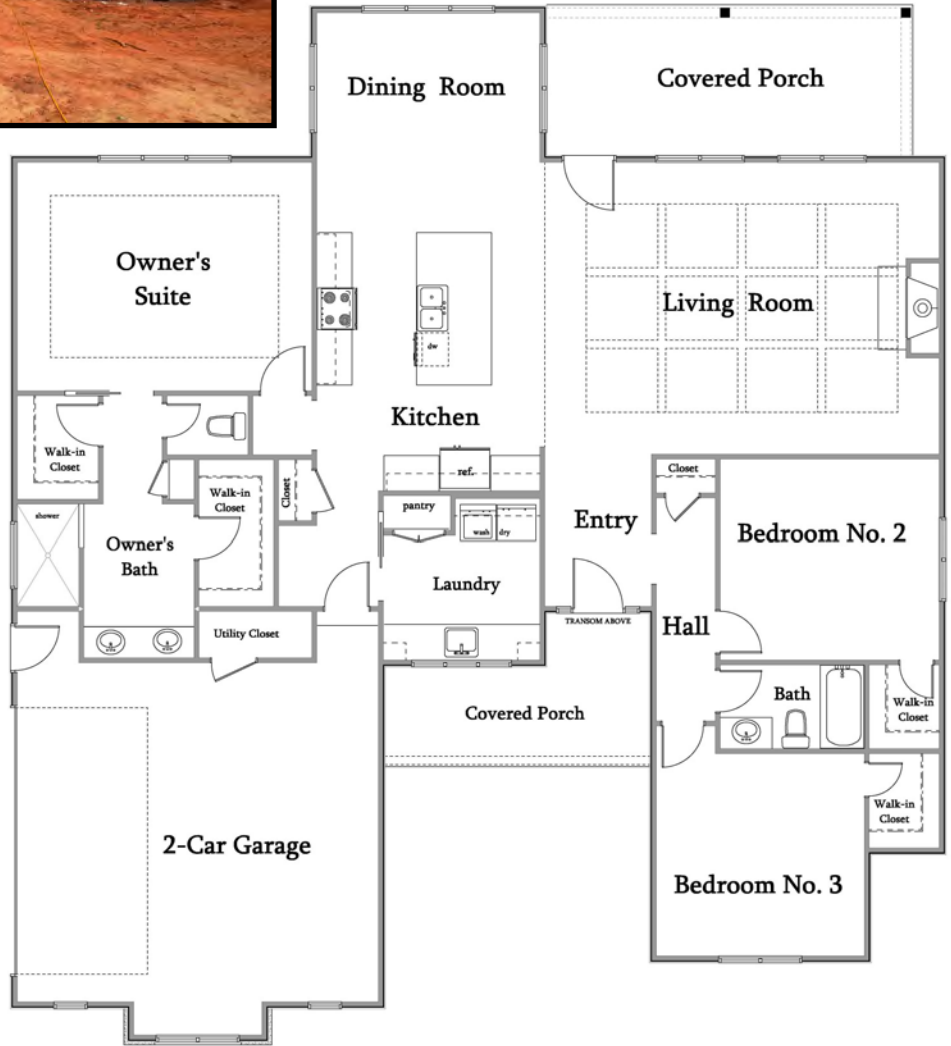 Dining Room
Covered Porch
Owner's
Suite
Living Room
dw
Kitchen
Walk-in
Closet
ref.
Closet
Walk-in
Closet
Closet
pantry
shower
wash
dry
Entry
Bedroom No. 2
Owner's
Bath
Laundry
TRANSOM ABOVE
Utility Closet
Hall
Bath
Walk-in
Closet
Covered Porch
Walk-in
Closet
2-Car Garage
Bedroom No. 3